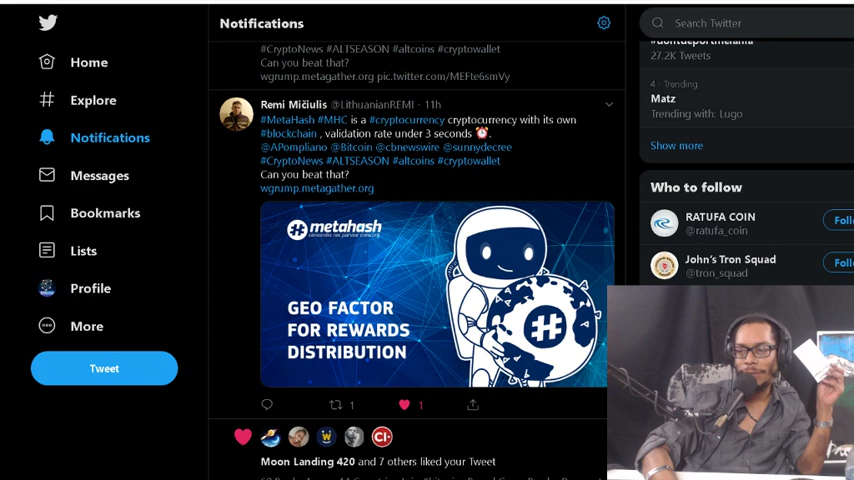 Home
Explore
Notifications
Messages
Bookmarks
Lists
Profile
More
Tweet
Notifications
#CryptoNews #ALTSEASON #altcoins #cryptowallet
Can you beat that?
wgrump.metagather.org pic.twitter.com/MEFte6smVy
Remi Mičiulis @LithuanianREMI · 11h
#MetaHash #MHC is a #cryptocurrency cryptocurrency with its own
#blockchain , validation rate under 3 seconds ⏰.
@APompliano @Bitcoin @cbnewswire @sunnydecree
#CryptoNews #ALTSEASON #altcoins #cryptowallet
Can you beat that?
wgrump.metagather.org
# metahash
GEO FACTOR
FOR REWARDS
DISTRIBUTION
#
1
1
W
CI
Moon Landing 420 and 7 others liked your Tweet
Search Twitter
#dontdeportmelania
27.2K Tweets
4 · Trending
Matz
Trending with: Lugo
Show more
Who to follow
RATUFA COIN
@ratufa_coin
Foll
John's Tron Squad
@tron_squad
Foll